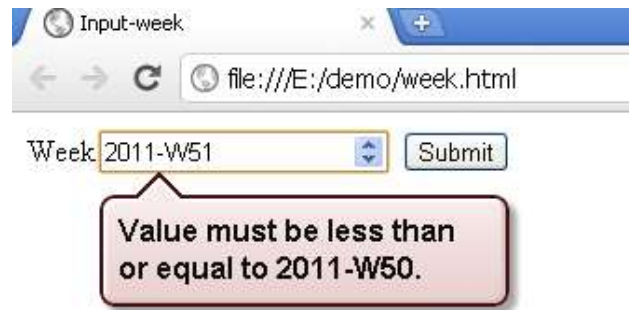 Input-week
file:///E:/demo/week.html
Week 2011-W51 Submit
Value must be less than
or equal to 2011-W50.